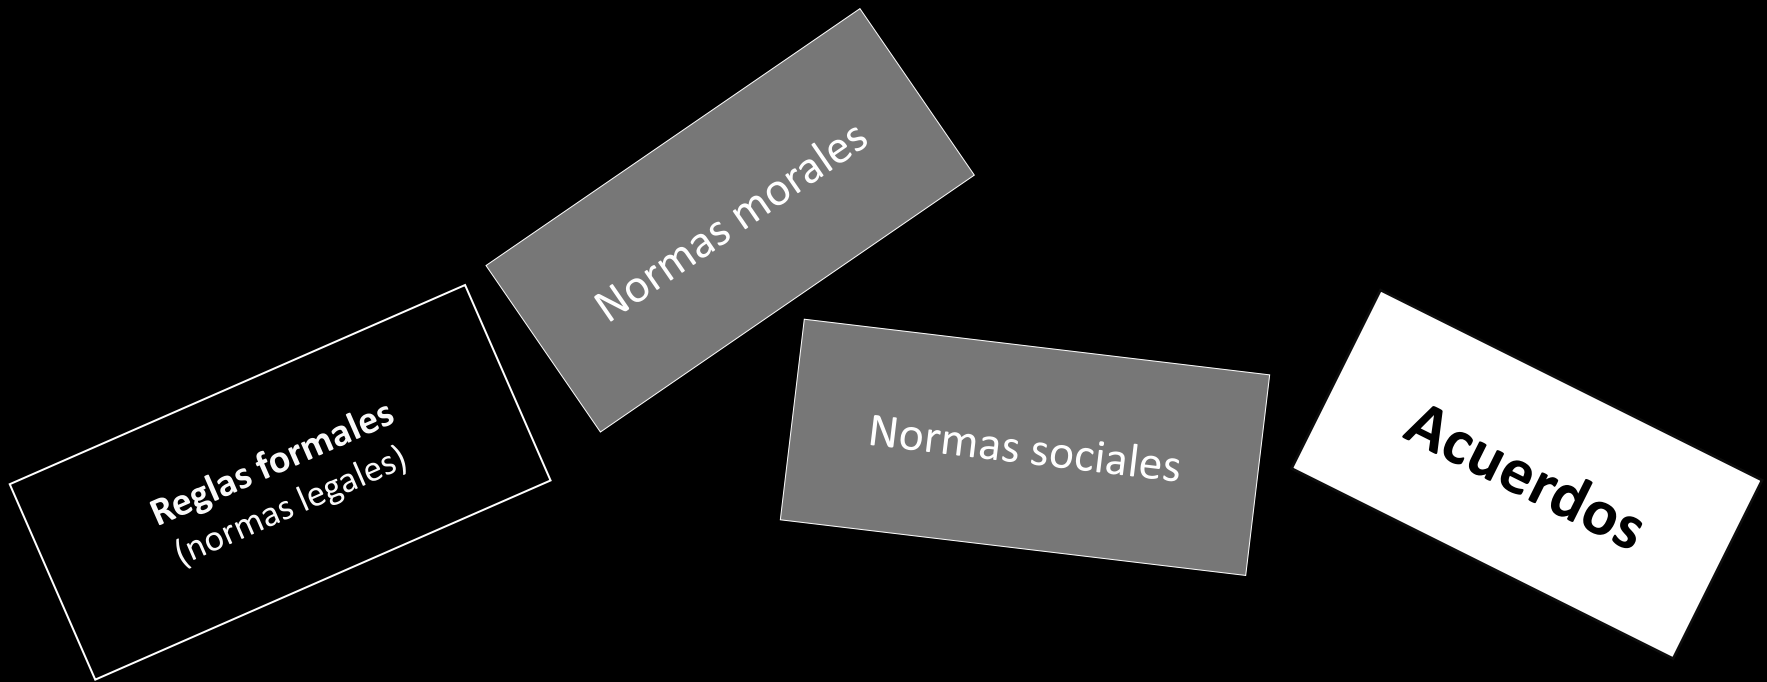 Reglas formales
(normas legales)
Normas morales
Normas sociales
Acuerdos